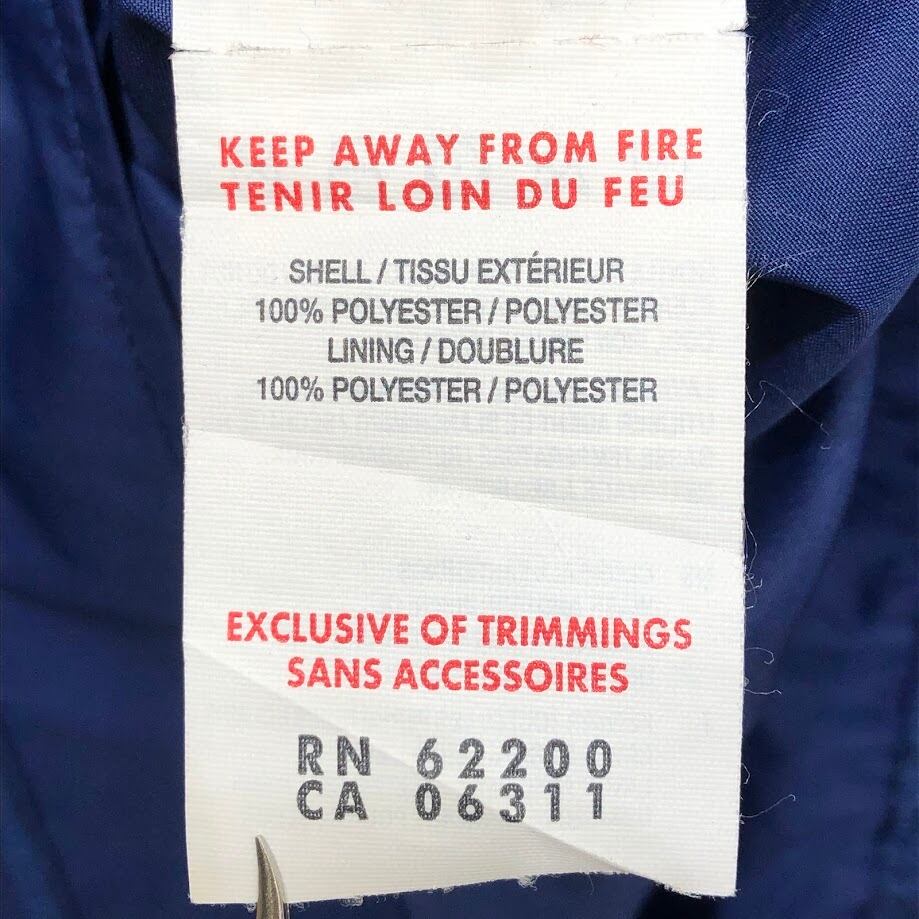 KEEP AWAY FROM FIRE
TENIR LOIN DU FEU
SHELL / TISSU EXTÉRIEUR
100% POLYESTER / POLYESTER
LINING / DOUBLURE
100% POLYESTER / POLYESTER
EXCLUSIVE OF TRIMMINGS
SANS ACCESSOIRES
RN 62200
CA 06311